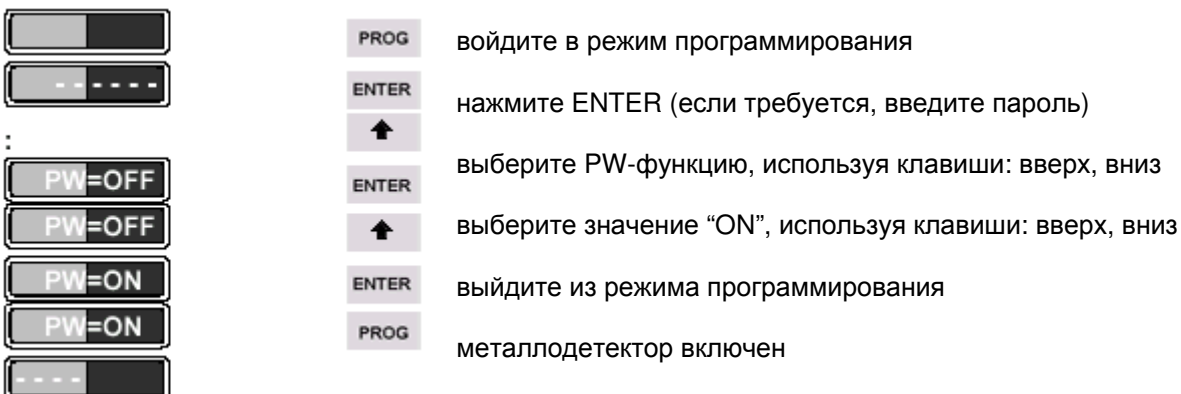 PROG войдите в режим программирования
- - - - - -
ENTER нажмите ENTER (если требуется, введите пароль)
:
PW=OFF
ENTER выберите PW-функцию, используя клавиши: вверх, вниз
PW=OFF
выберите значение “ON”, используя клавиши: вверх, вниз
PW=ON
ENTER выйдите из режима программирования
PW=ON
PROG металлодетектор включен
- - - -